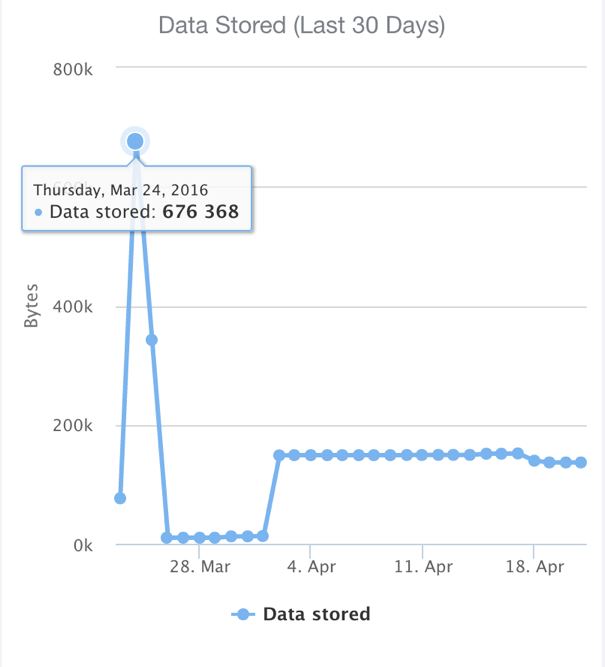 Data Stored (Last 30 Days)
800k
Thursday, Mar 24, 2016
Data stored: 676 368
400k
Bytes
200k
0k
28. Mar
4. Apr
11. Apr
18. Apr
Data stored